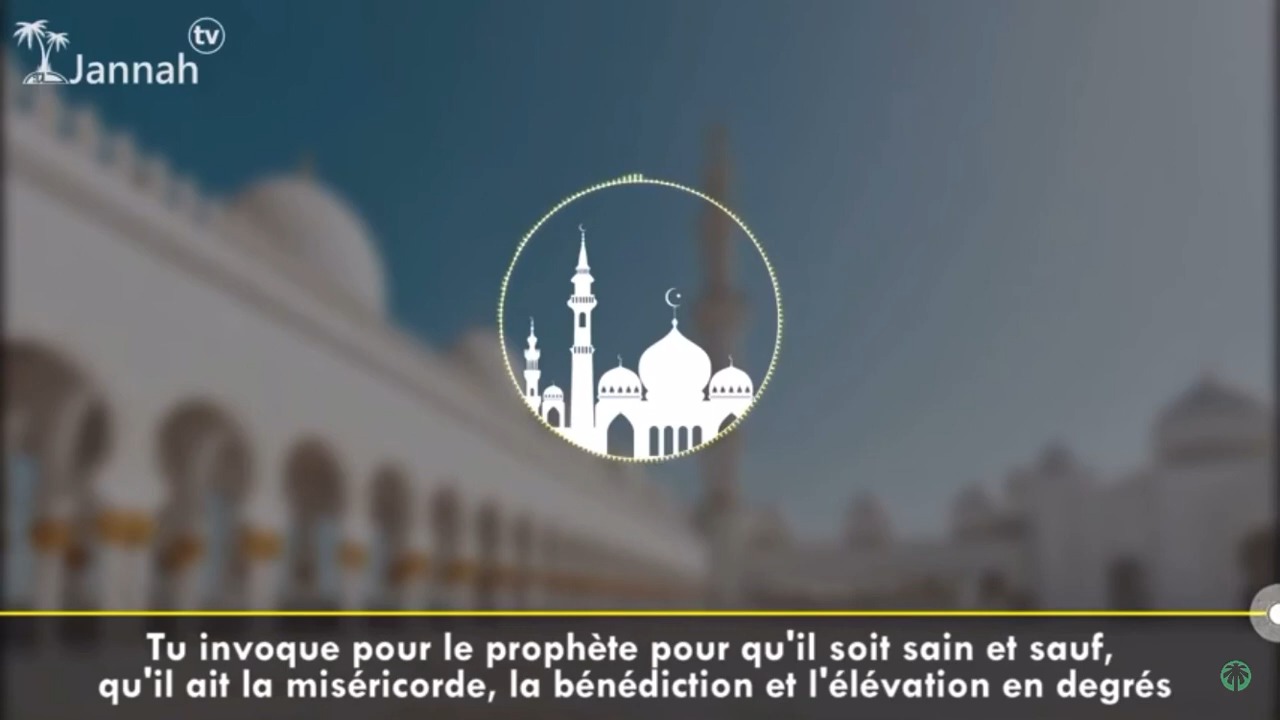 tv
Jannah
Tu invoque pour le prophète pour qu'il soit sain et sauf,
qu'il ait la miséricorde, la bénédiction et l'élévation en degrés